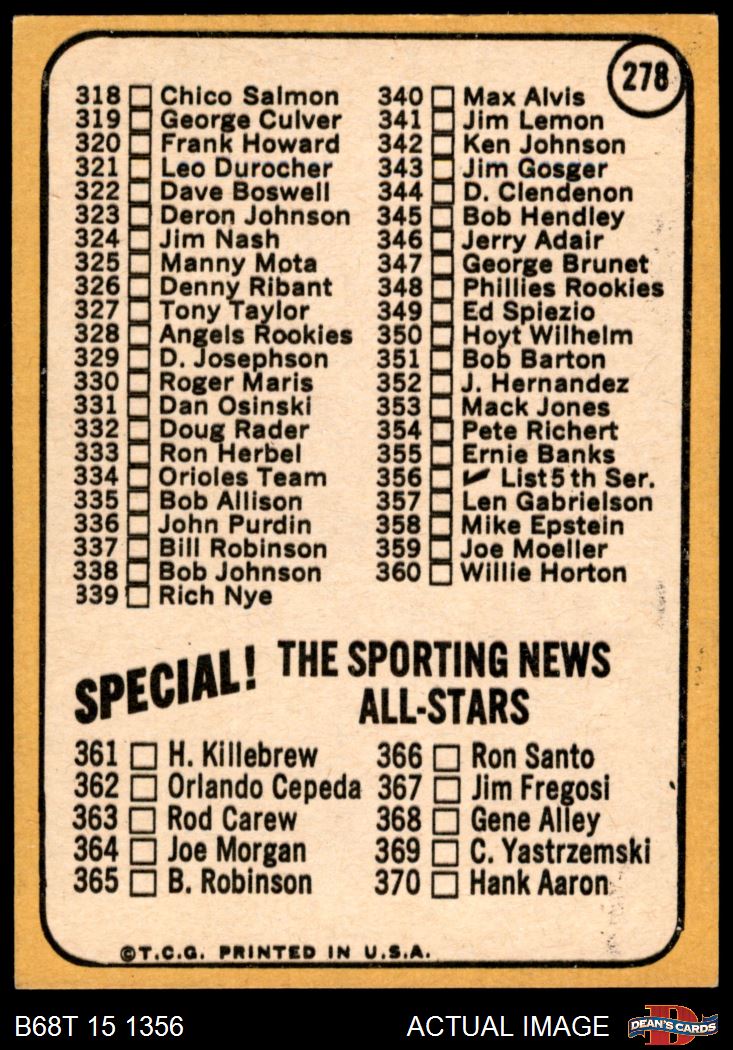 278
318 Chico Salmon
319 George Culver
320 Frank Howard
321 Leo Durocher
322 Dave Boswell
323 Deron Johnson
324 Jim Nash
325 Manny Mota
326 Denny Ribant
327 Tony Taylor
328 Angels Rookies
329 D. Josephson
330 Roger Maris
331 Dan Osinski
332 Doug Rader
333 Ron Herbel
334 Orioles Team
335 Bob Allison
336 John Purdin
337 Bill Robinson
338 Bob Johnson
339 Rich Nye
340 Max Alvis
341 Jim Lemon
342 Ken Johnson
343 Jim Gosger
344 D. Clendenon
345 Bob Hendley
346 Jerry Adair
347 George Brunet
348 Phillies Rookies
349 Ed Spiezio
350 Hoyt Wilhelm
351 Bob Barton
352 J. Hernandez
353 Mack Jones
354 Pete Richert
355 Ernie Banks
356 ✓ List 5th Ser.
357 Len Gabrielson
358 Mike Epstein
359 Joe Moeller
360 Willie Horton
SPECIAL! THE SPORTING NEWS
ALL-STARS
361 H. Killebrew
362 Orlando Cepeda
363 Rod Carew
364 Joe Morgan
365 B. Robinson
366 Ron Santo
367 Jim Fregosi
368 Gene Alley
369 C. Yastrzemski
370 Hank Aaron
©T.C.G. PRINTED IN U.S.A.
B68T 15 1356
ACTUAL IMAGE
D
DEAN'S CARDS